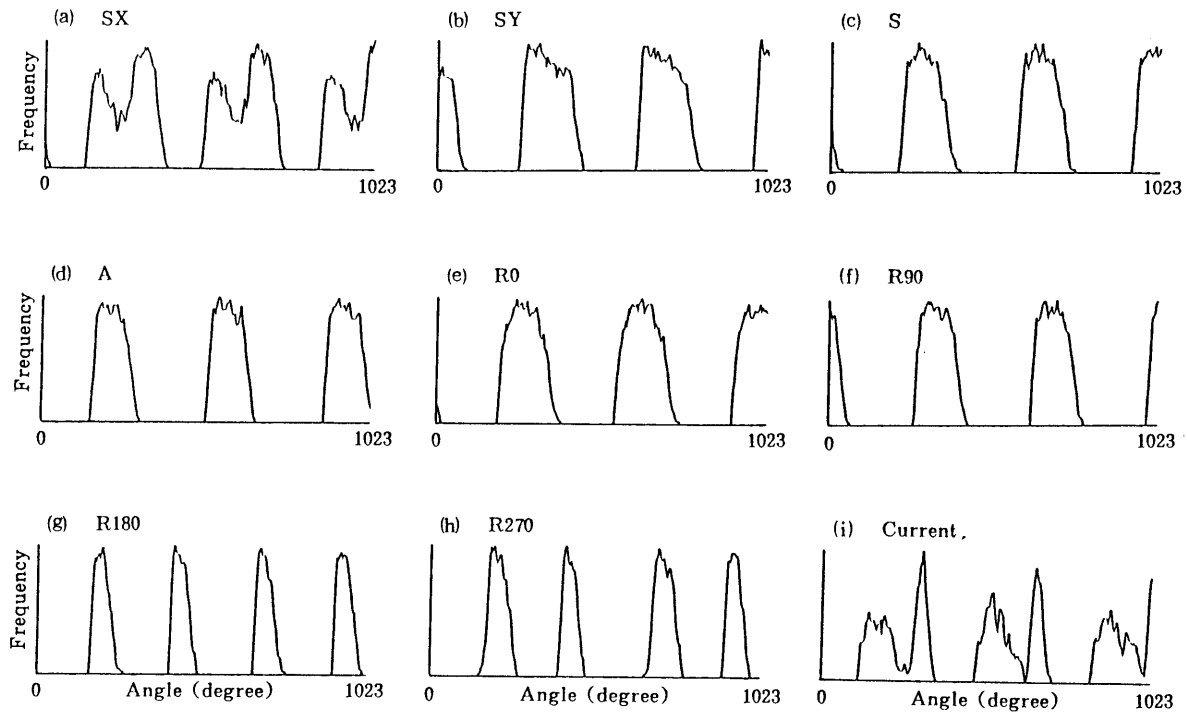 (a) SX
(b) SY
(c) S
Frequency
0 1023
0 1023
0 1023
(d) A
(e) R0
(f) R90
Frequency
0 1023
0 1023
0 1023
(g) R180
(h) R270
(i) Current.
Frequency
0 Angle (degree) 1023
0 Angle (degree) 1023
0 Angle (degree) 1023